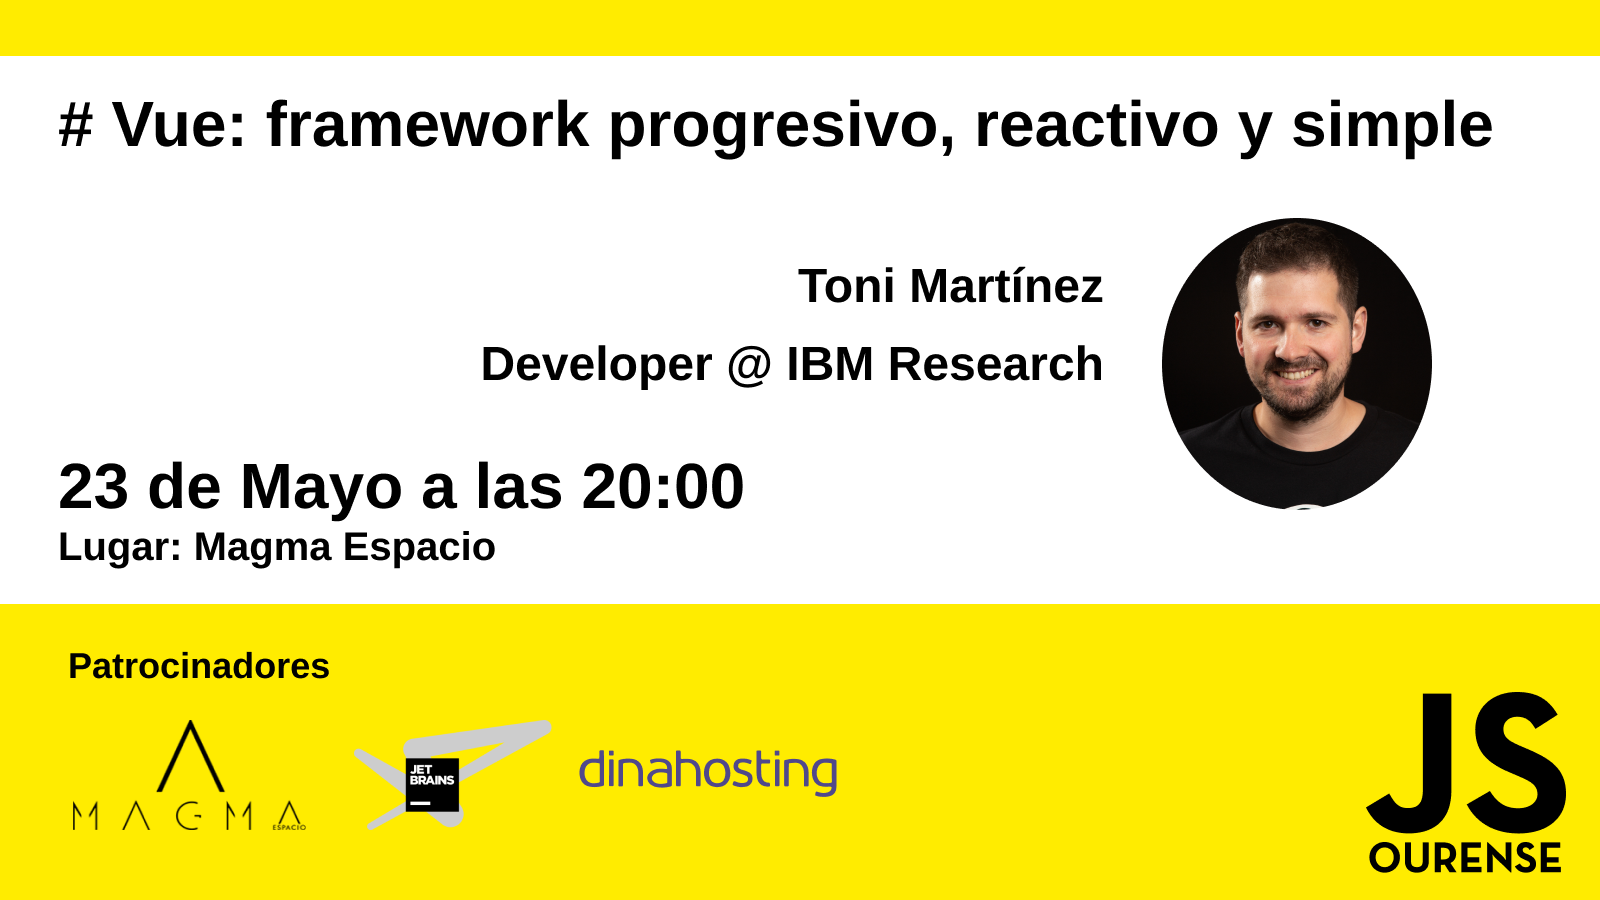 # Vue: framework progresivo, reactivo y simple
Toni Martínez
Developer @ IBM Research
23 de Mayo a las 20:00
Lugar: Magma Espacio
Patrocinadores
MAGMA
ESPACIO
JET
BRAINS
dinahosting
JS
OURENSE